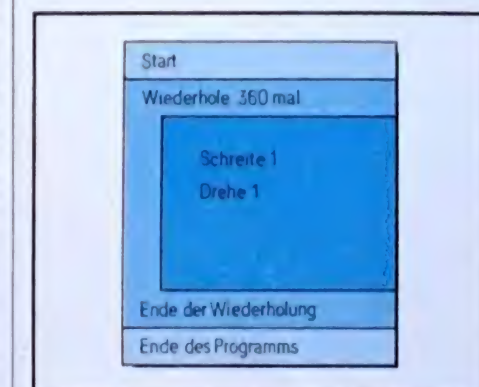 Start
Wiederhole 360 mal
Schreite 1
Drehe 1
Ende der Wiederholung
Ende des Programms